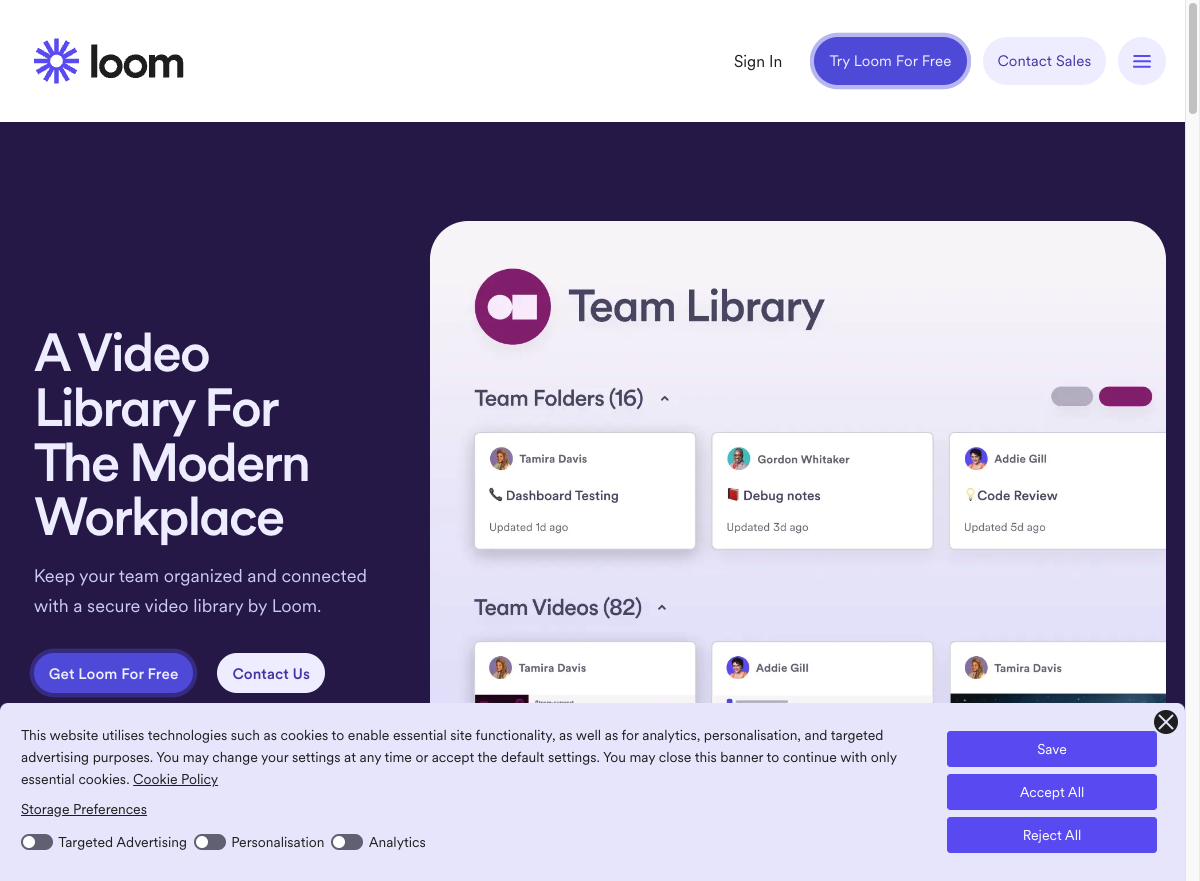 loom
Sign In
Try Loom For Free
Contact Sales
A Video
Library For
The Modern
Workplace
Keep your team organized and connected
with a secure video library by Loom.
Get Loom For Free
Contact Us
Team Library
Team Folders (16)
Tamira Davis
📞 Dashboard Testing
Updated 1d ago
Gordon Whitaker
📕 Debug notes
Updated 3d ago
Addie Gill
💡Code Review
Updated 5d ago
Team Videos (82)
Tamira Davis
Addie Gill
Tamira Davis
This website utilises technologies such as cookies to enable essential site functionality, as well as for analytics, personalisation, and targeted
advertising purposes. You may change your settings at any time or accept the default settings. You may close this banner to continue with only
essential cookies. Cookie Policy
Storage Preferences
Targeted Advertising
Personalisation
Analytics
Save
Accept All
Reject All